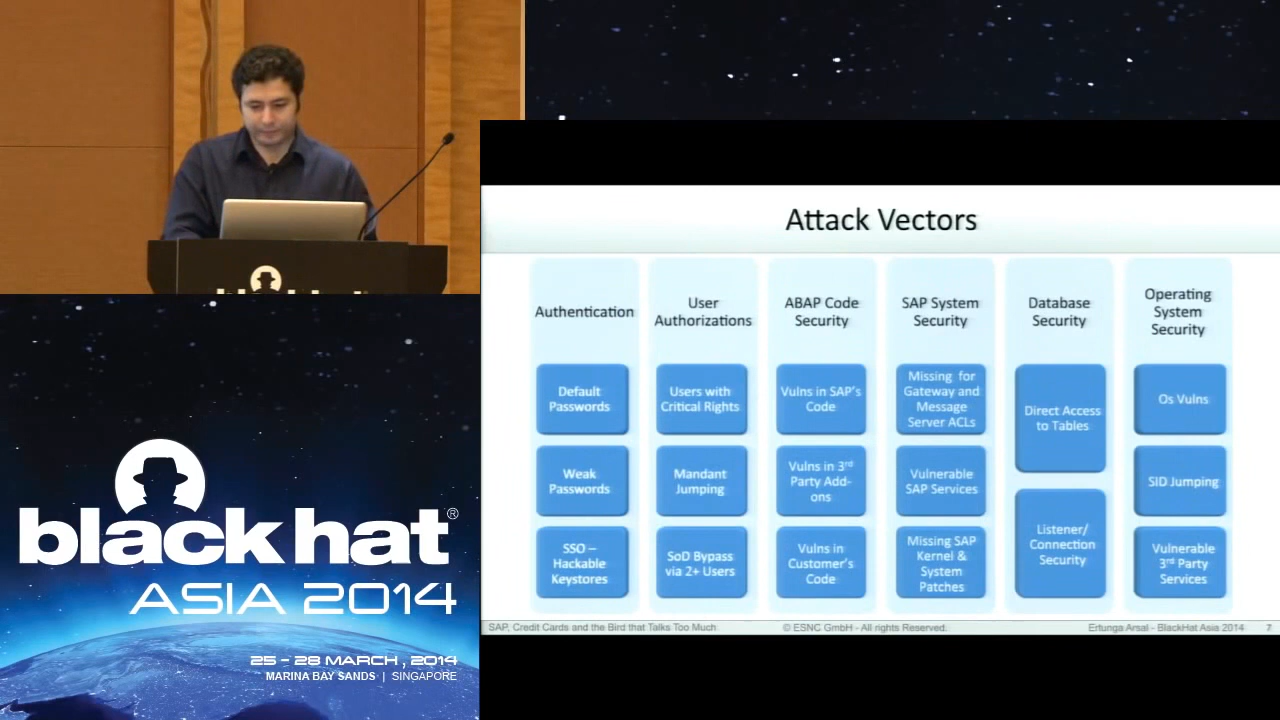 black hat
Attack Vectors
Authentication
Default
Passwords
Weak
Passwords
SSO –
Hackable
Keystores
User
Authorizations
Users with
Critical Rights
Mandant
Jumping
SoD Bypass
via 2+ Users
ABAP Code
Security
Vulns in SAP's
Code
Vulns in 3rd
Party Add-
ons
Vulns in
Customer's
Code
SAP System
Security
Missing for
Gateway and
Message
Server ACLs
Vulnerable
SAP Services
Missing SAP
Kernel &
System
Patches
Database
Security
Direct Access
to Tables
Listener/
Connection
Security
Operating
System
Security
Os Vulns
SID Jumping
Vulnerable
3rd Party
Services
SAP, Credit Cards and the Bird that Talks Too Much
© ESNC GmbH - All rights Reserved.
Ertunga Arsal - BlackHat Asia 2014 7
black hat®
ASIA 2014
25 - 28 MARCH, 2014
MARINA BAY SANDS | SINGAPORE